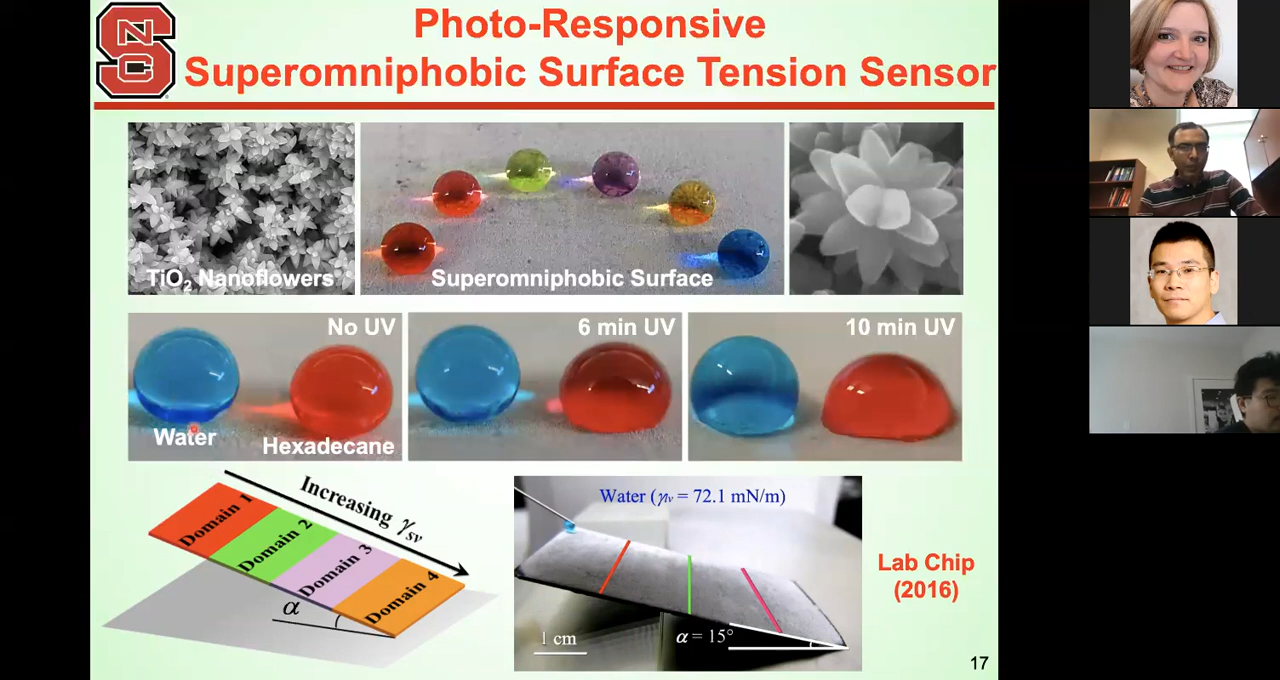 NC
S
Photo-Responsive
Superomniphobic Surface Tension Sensor
TiO₂ Nanoflowers
Superomniphobic Surface
No UV
6 min UV
10 min UV
Water
Hexadecane
Increasing γsv
Domain 1
Domain 2
Domain 3
Domain 4
α
Water (γlv = 72.1 mN/m)
1 cm
α = 15°
Lab Chip
(2016)
17